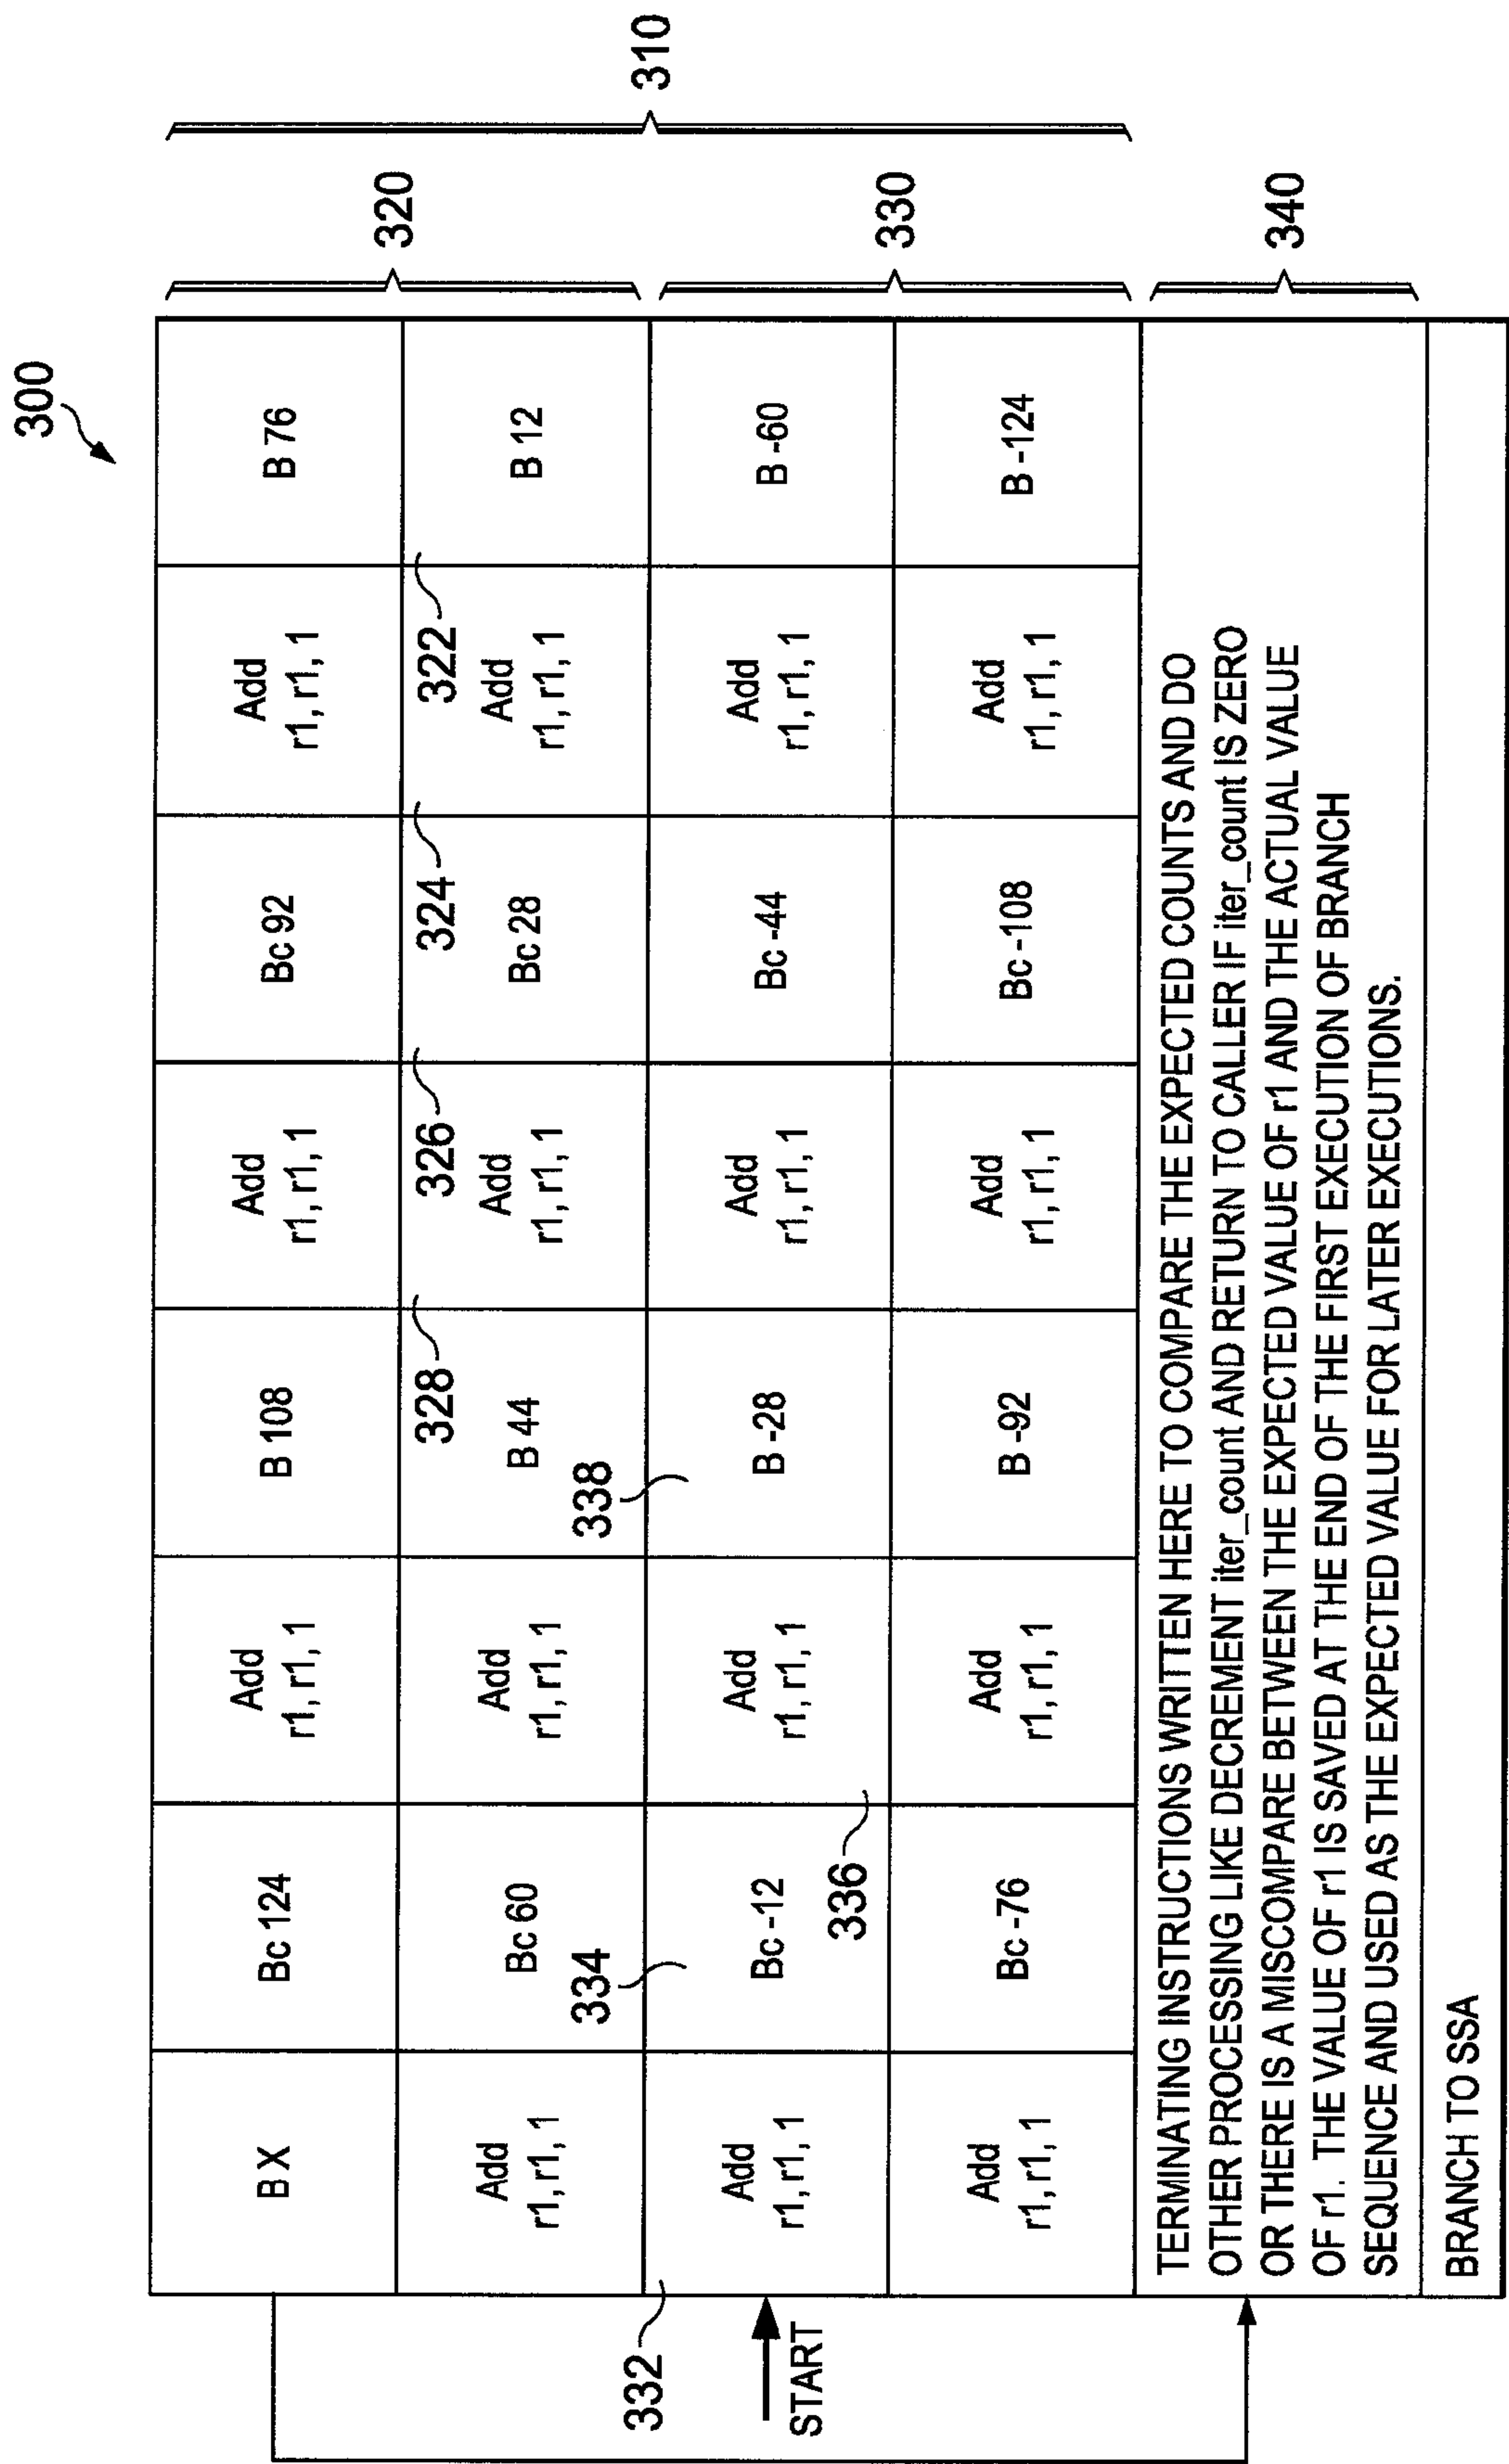 300
310
320
330
340
B X
Bc 124
Add
r1, r1, 1
B 108
Add
r1, r1, 1
Bc 92
Add
r1, r1, 1
B 76
Add
r1, r1, 1
Bc 60
Add
r1, r1, 1
B 44
Add
r1, r1, 1
Bc 28
Add
r1, r1, 1
B 12
328
326
324
322
332
START
334
338
336
Add
r1, r1, 1
Bc -12
Add
r1, r1, 1
B -28
Add
r1, r1, 1
Bc -44
Add
r1, r1, 1
B -60
Add
r1, r1, 1
Bc -76
Add
r1, r1, 1
B -92
Add
r1, r1, 1
Bc -108
Add
r1, r1, 1
B -124
TERMINATING INSTRUCTIONS WRITTEN HERE TO COMPARE THE EXPECTED COUNTS AND DO
OTHER PROCESSING LIKE DECREMENT iter_count AND RETURN TO CALLER IF iter_count IS ZERO
OR THERE IS A MISCOMPARE BETWEEN THE EXPECTED VALUE OF r1 AND THE ACTUAL VALUE
OF r1. THE VALUE OF r1 IS SAVED AT THE END OF THE FIRST EXECUTION OF BRANCH
SEQUENCE AND USED AS THE EXPECTED VALUE FOR LATER EXECUTIONS.
BRANCH TO SSA